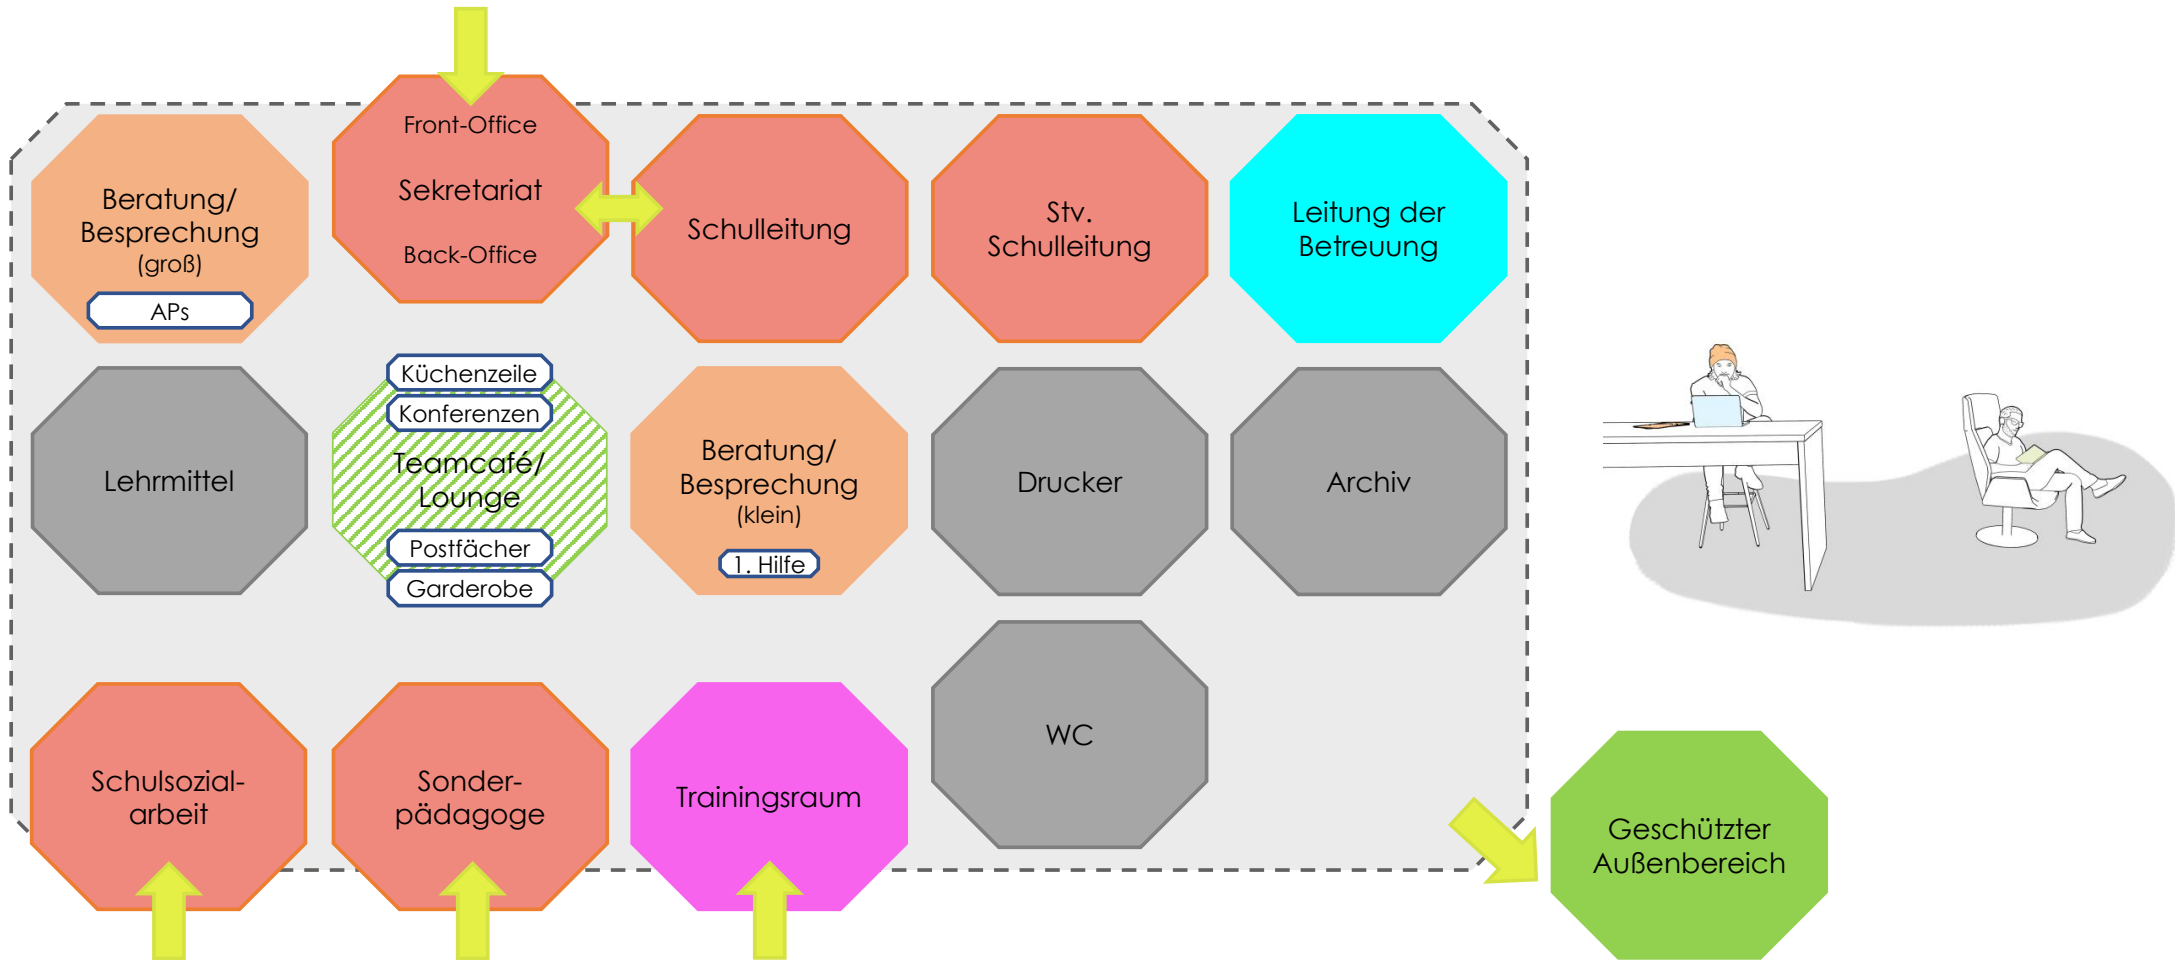 Front-Office
Sekretariat
Back-Office
Beratung/
Besprechung
(groß)
APs
Schulleitung
Stv.
Schulleitung
Leitung der
Betreuung
Lehrmittel
Küchenzeile
Konferenzen
Teamcafé/
Lounge
Postfächer
Garderobe
Beratung/
Besprechung
(klein)
1. Hilfe
Drucker
Archiv
Schulsozial-
arbeit
Sonder-
pädagoge
Trainingsraum
WC
Geschützter
Außenbereich